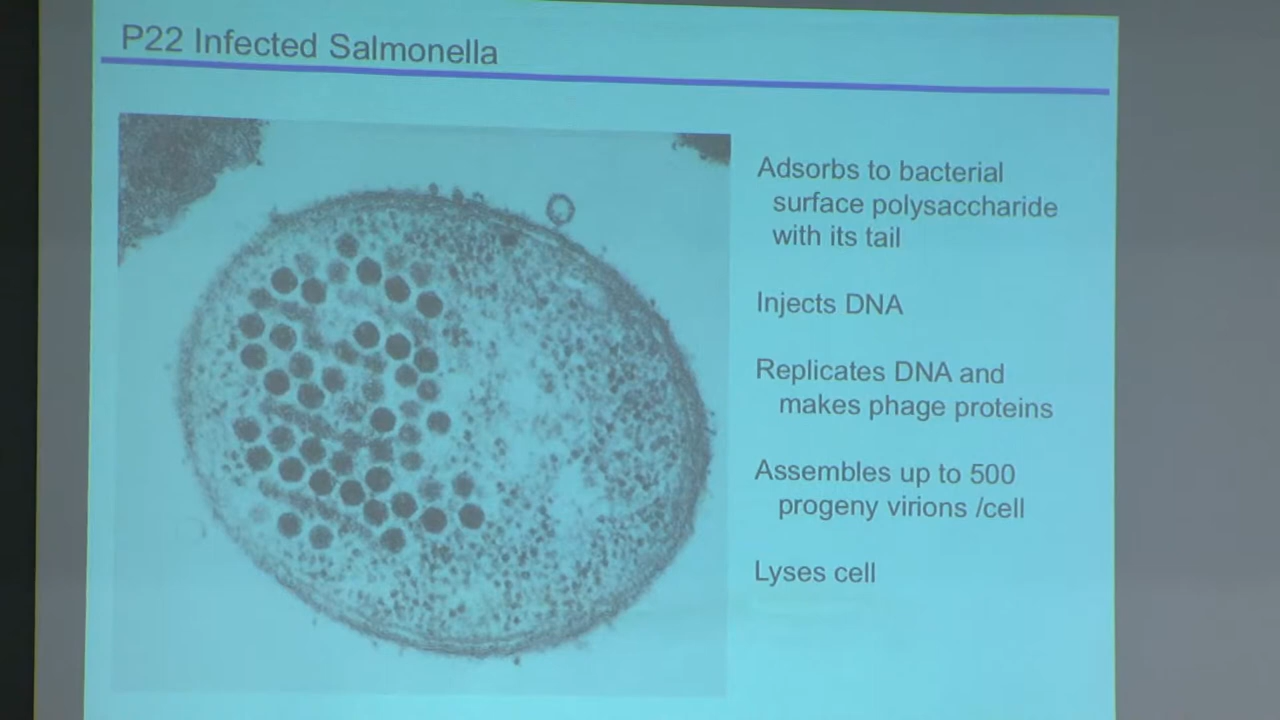 P22 Infected Salmonella
Adsorbs to bacterial
surface polysaccharide
with its tail
Injects DNA
Replicates DNA and
makes phage proteins
Assembles up to 500
progeny virions /cell
Lyses cell